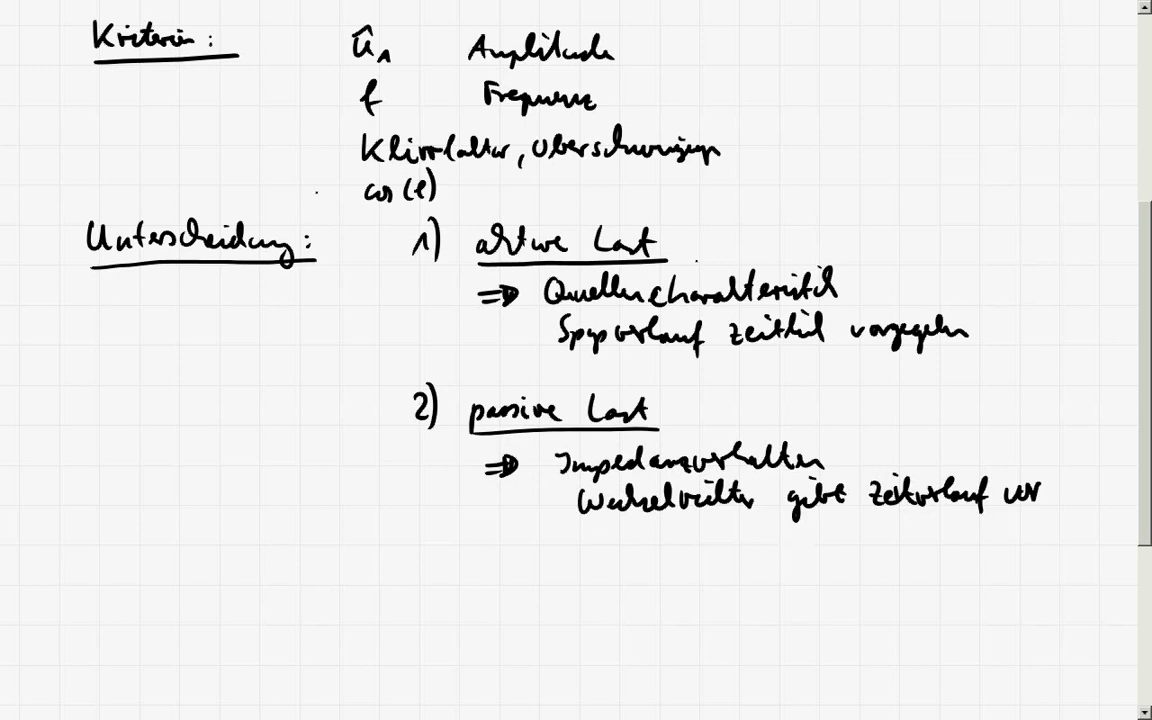 Kriterien: û₁ Amplitude
f Frequenz
Klirrfaktor, Oberschwingungen
cos(φ)
Unterscheidung: 1) aktive Last
⇒ Quellencharakteristik
Spgsverlauf zeitlich vorgegeben
2) passive Last
⇒ Impedanzverhalten
Wechselrichter gibt Zeitverlauf vor